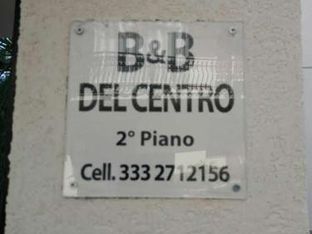 B&B
DEL CENTRO
2° Piano
Cell. 333 2712156